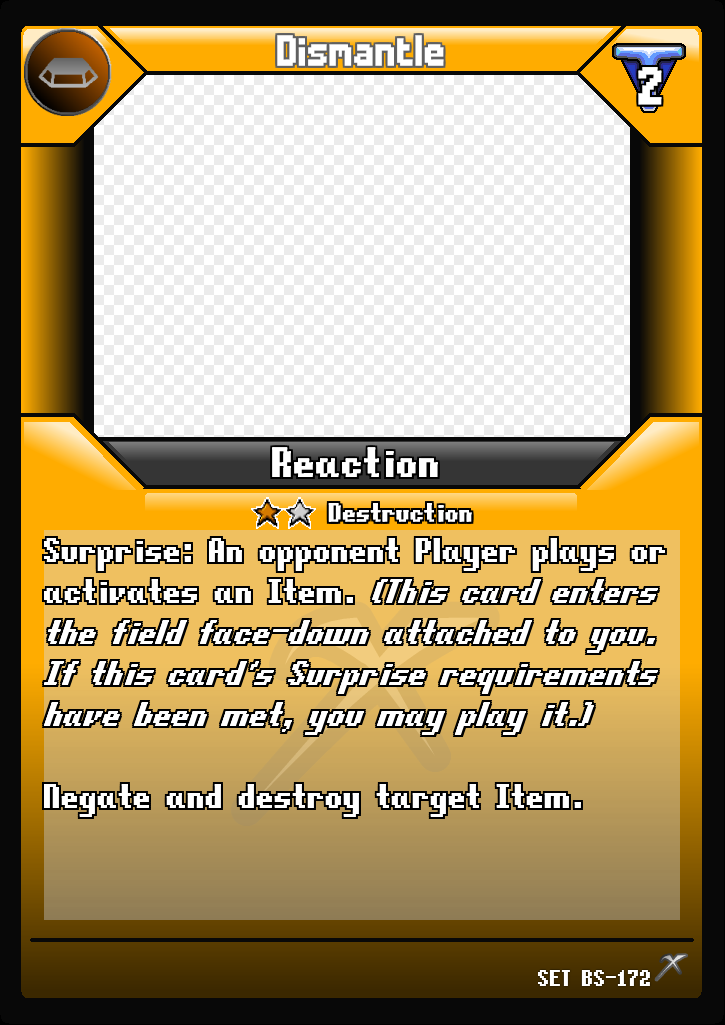 Dismantle
2
Reaction
Destruction
Surprise: An opponent Player plays or
activates an Item. (This card enters
the field face-down attached to you.
If this card's Surprise requirements
have been met, you may play it.)
Negate and destroy target Item.
SET BS-172